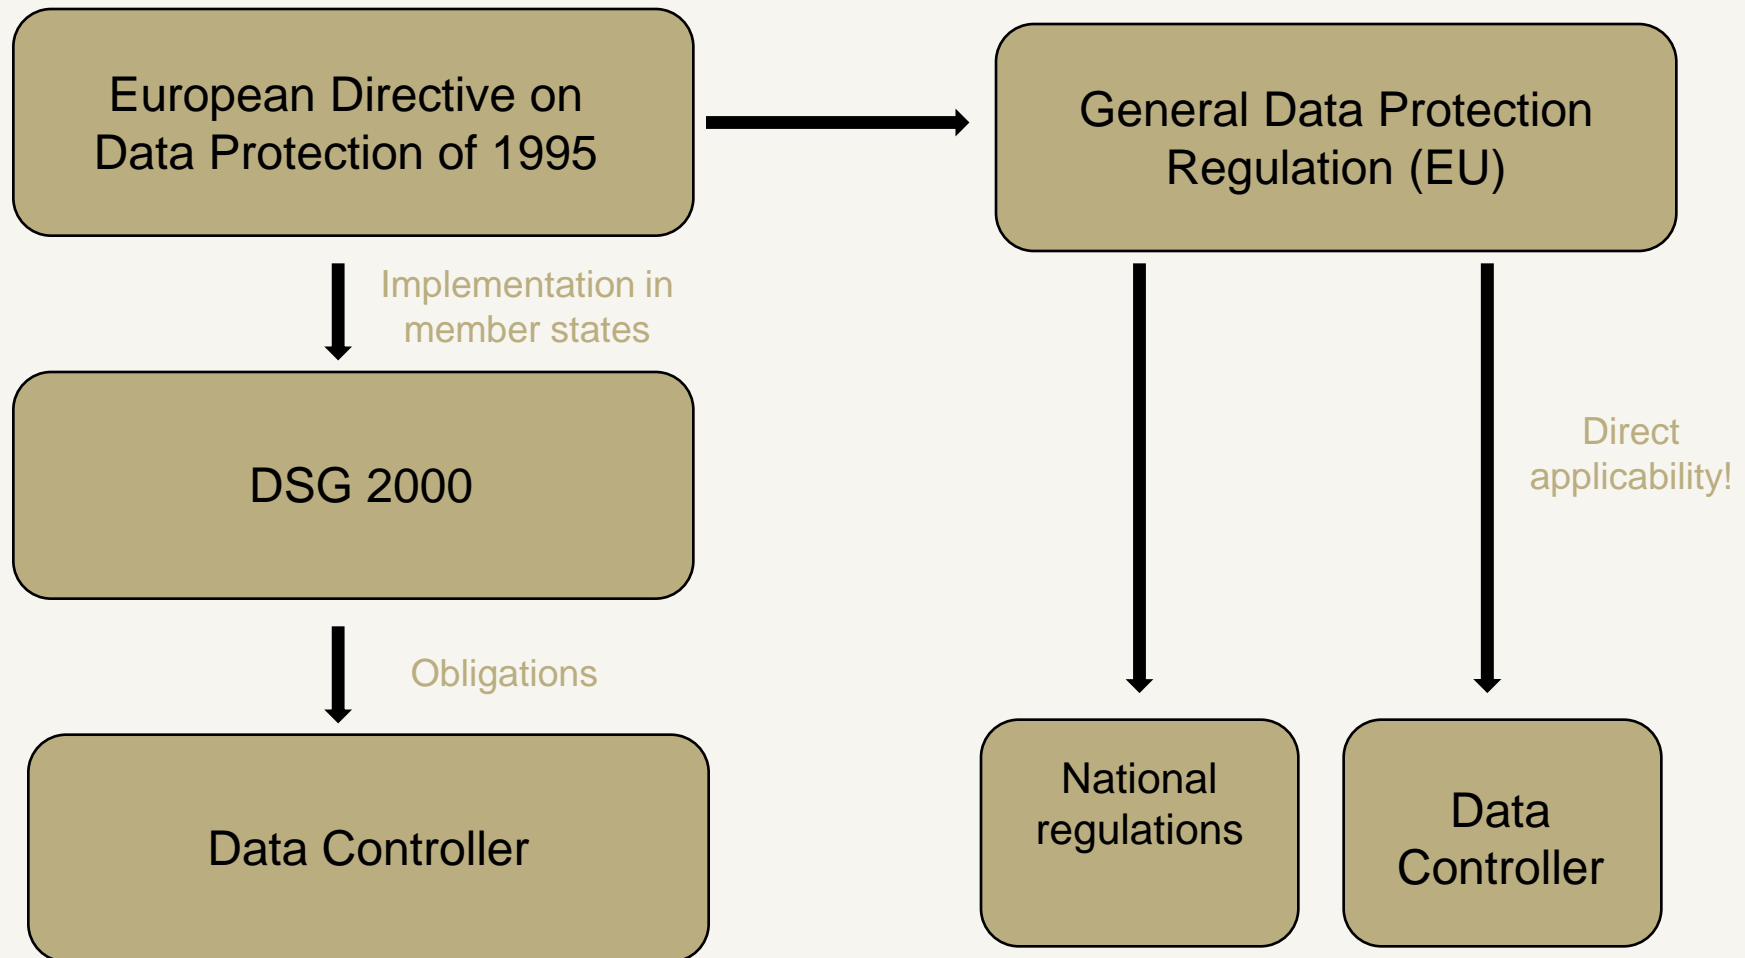 European Directive on
Data Protection of 1995
General Data Protection
Regulation (EU)
Implementation in
member states
DSG 2000
Direct
applicability!
Obligations
Data Controller
National
regulations
Data
Controller